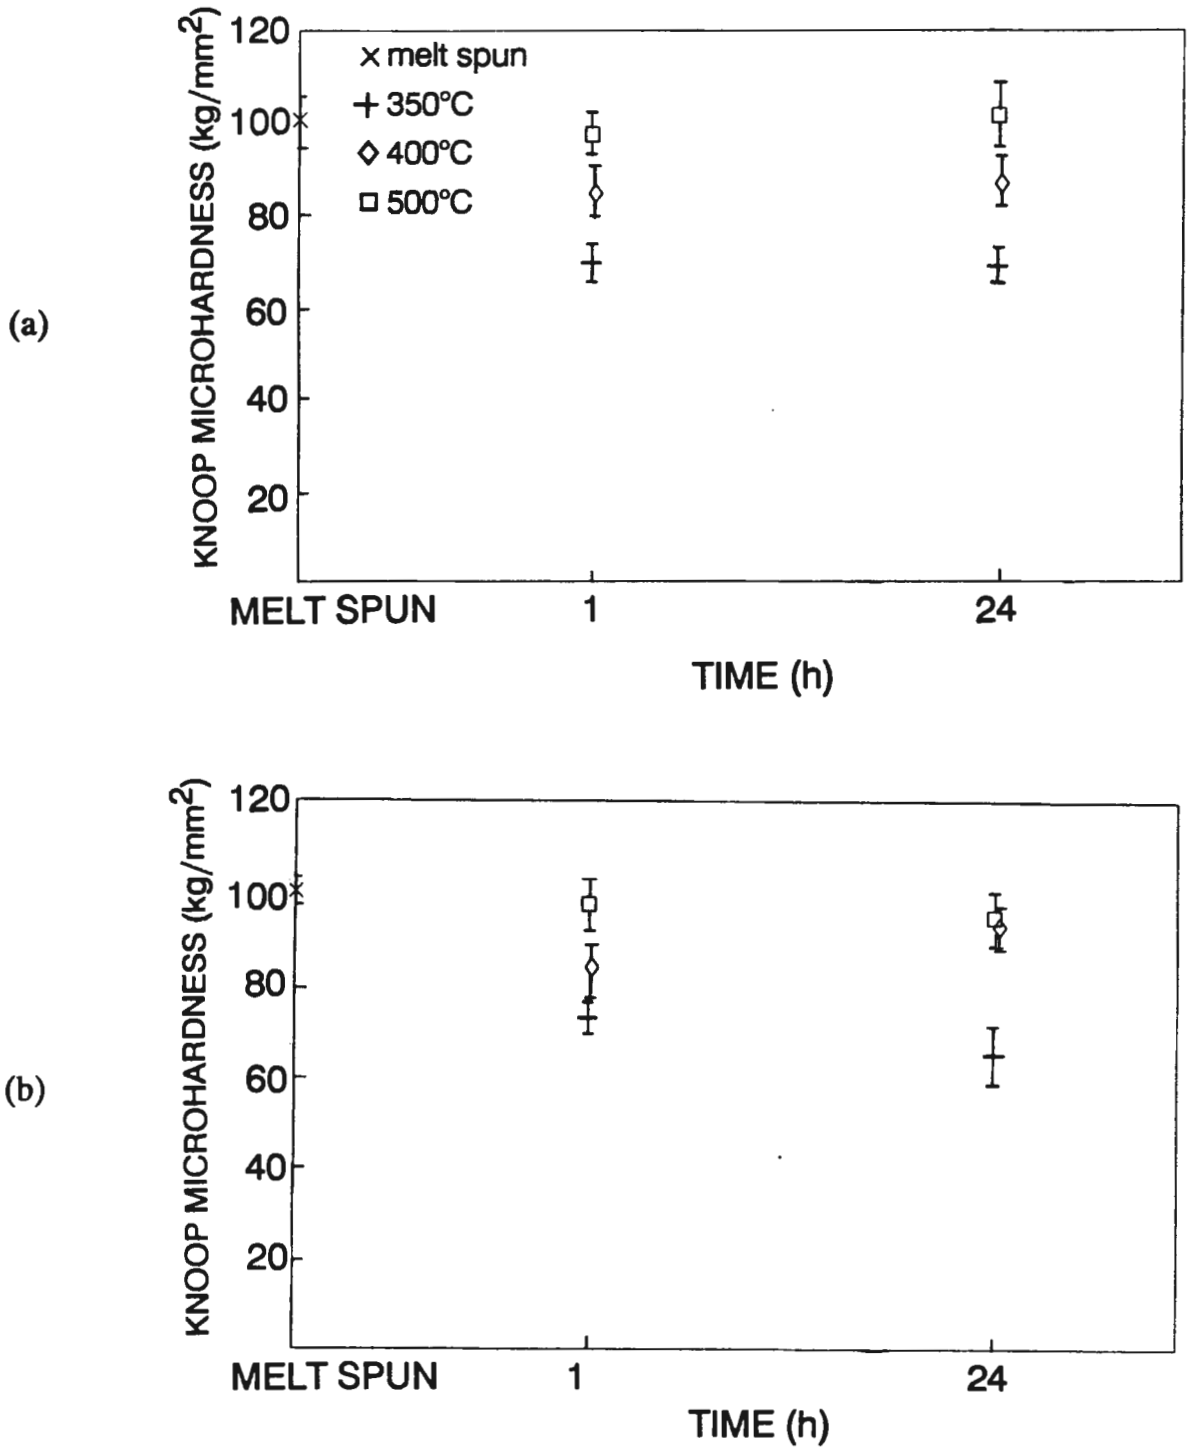 (a)
KNOOP MICROHARDNESS (kg/mm²)
120
100
80
60
40
20
× melt spun
+ 350°C
◇ 400°C
□ 500°C
MELT SPUN 1 24
TIME (h)
(b)
KNOOP MICROHARDNESS (kg/mm²)
120
100
80
60
40
20
MELT SPUN 1 24
TIME (h)